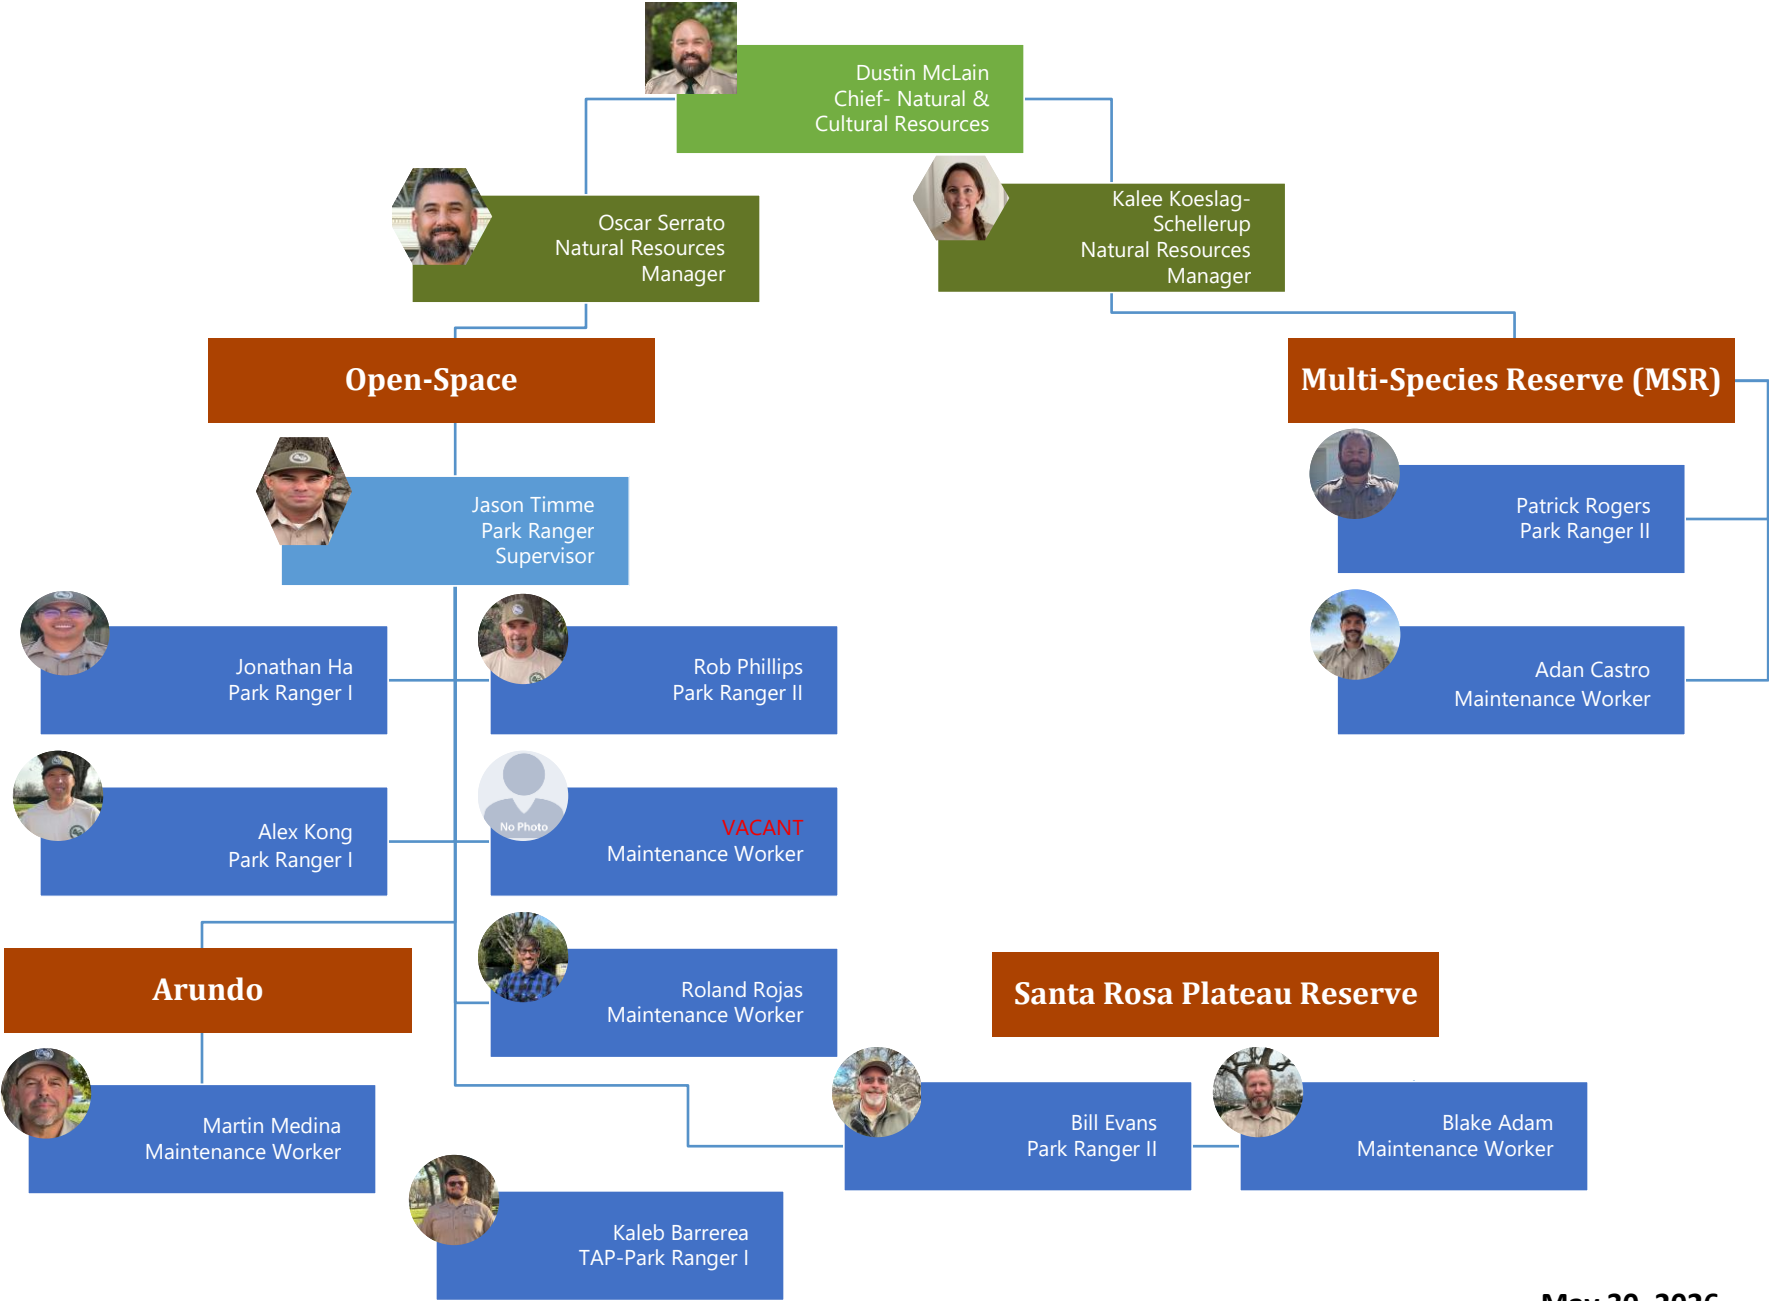 Dustin McLain
Chief- Natural &
Cultural Resources
Oscar Serrato
Natural Resources
Manager
Kalee Koeslag-
Schellerup
Natural Resources
Manager
Open-Space
Multi-Species Reserve (MSR)
Jason Timme
Park Ranger
Supervisor
Patrick Rogers
Park Ranger II
Jonathan Ha
Park Ranger I
Rob Phillips
Park Ranger II
Adan Castro
Maintenance Worker
Alex Kong
Park Ranger I
No Photo
VACANT
Maintenance Worker
Arundo
Roland Rojas
Maintenance Worker
Santa Rosa Plateau Reserve
Martin Medina
Maintenance Worker
Bill Evans
Park Ranger II
Blake Adam
Maintenance Worker
Kaleb Barrerea
TAP-Park Ranger I